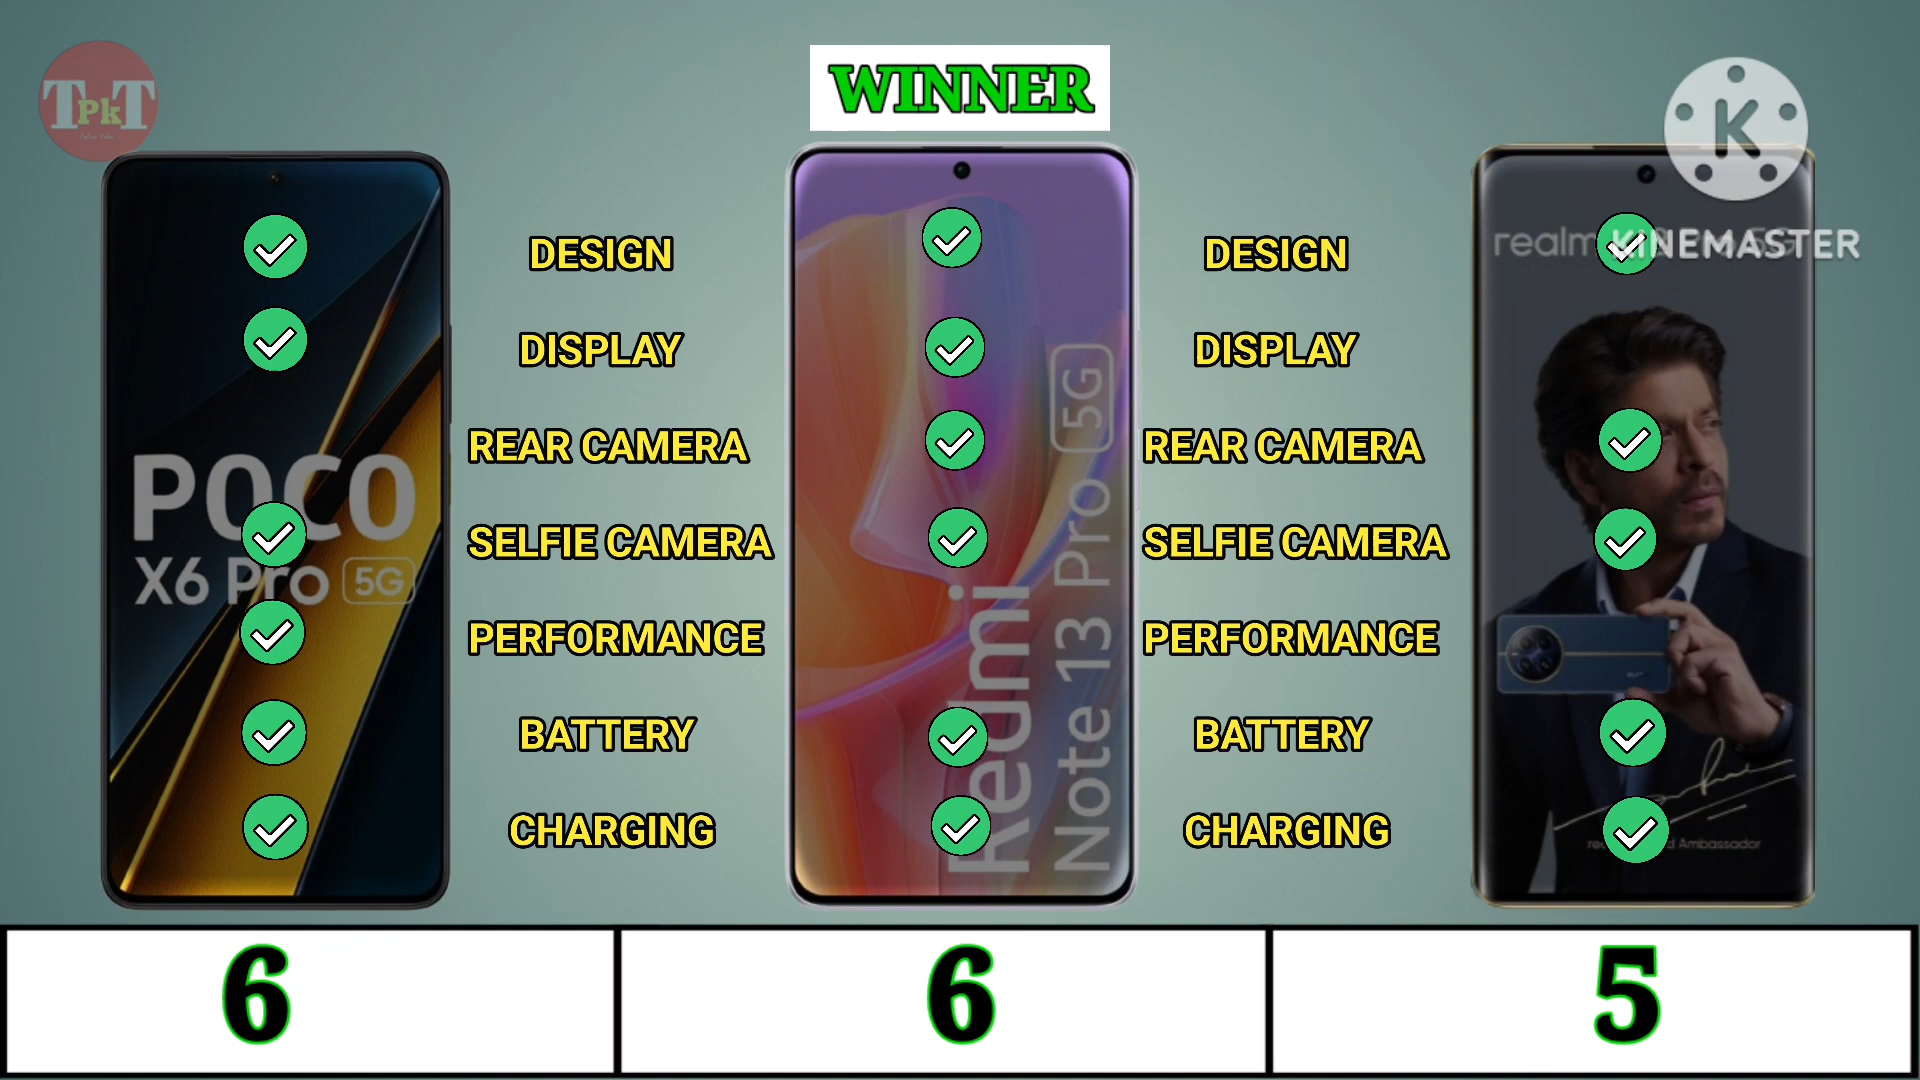 WINNER
TPkT
KINEMASTER
realm
DESIGN
DISPLAY
REAR CAMERA
SELFIE CAMERA
PERFORMANCE
BATTERY
CHARGING
DESIGN
DISPLAY
REAR CAMERA
SELFIE CAMERA
PERFORMANCE
BATTERY
CHARGING
POCO
X6 Pro 5G
Redmi
Note 13 Pro 5G
Ambassador
6
6
5